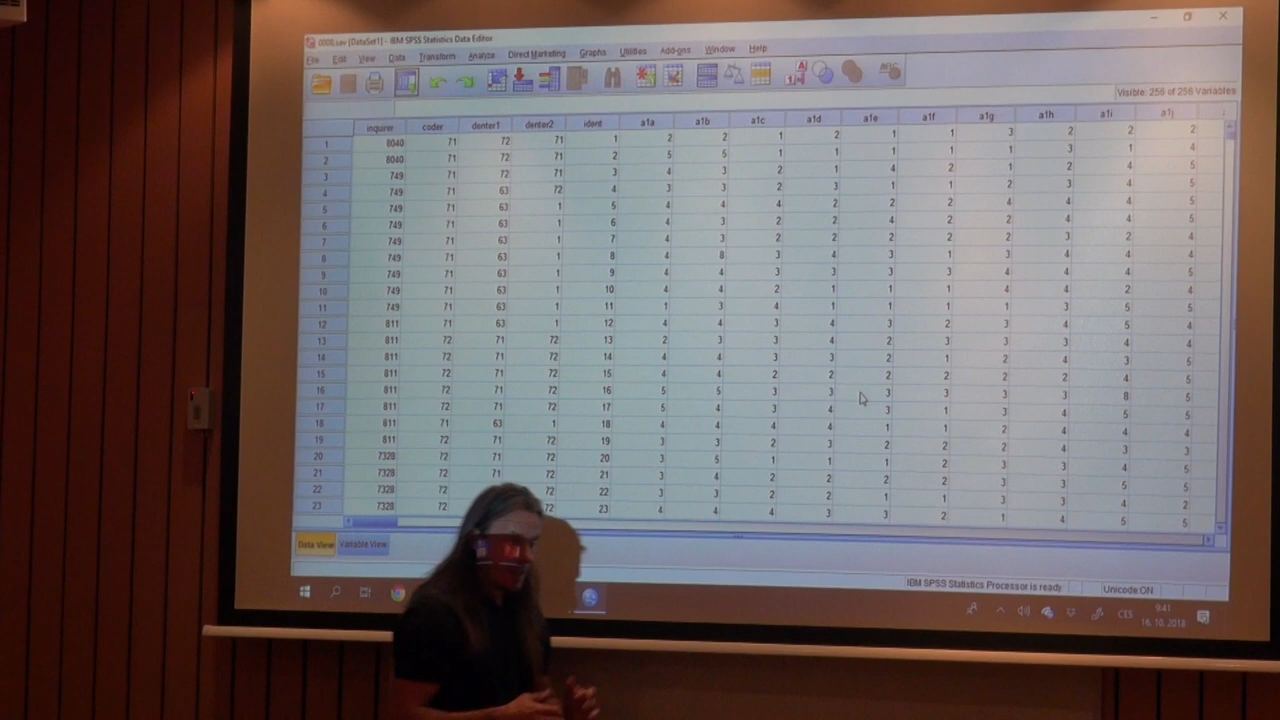 0008.sav [DataSet1] - IBM SPSS Statistics Data Editor
File Edit View Data Transform Analyze Direct Marketing Graphs Utilities Add-ons Window Help
Visible: 256 of 256 Variables
inquirer coder denter1 denter2 ident a1a a1b a1c a1d a1e a1f a1g a1h a1i a1j
1 8040 71 72 71 1 2 2 1 2 1 1 3 2 2 2
2 8040 71 72 71 2 5 5 1 1 1 1 1 3 1 4
3 749 71 72 71 3 4 3 2 1 4 2 1 2 4 5
4 749 71 63 72 4 3 3 2 3 1 1 2 3 4 5
5 749 71 63 1 5 4 4 4 2 2 2 4 4 4 5
6 749 71 63 1 6 4 3 2 2 4 2 2 4 4 5
7 749 71 63 1 7 4 3 2 2 2 2 2 3 2 4
8 749 71 63 1 8 4 8 3 4 3 1 3 4 4 4
9 749 71 63 1 9 4 4 3 3 3 3 4 4 4 5
10 749 71 63 1 10 4 4 2 1 1 1 4 4 2 4
11 749 71 63 1 11 1 3 4 1 1 1 1 3 5 5
12 811 71 63 1 12 4 4 3 4 3 2 3 4 5 4
13 811 72 71 72 13 2 3 3 4 2 3 3 3 4 4
14 811 72 71 72 14 4 4 3 3 2 1 2 4 3 5
15 811 72 71 72 15 4 4 2 2 2 2 2 2 4 5
16 811 72 71 72 16 5 5 3 3 3 3 3 3 8 5
17 811 72 71 72 17 5 4 3 4 3 1 3 4 5 5
18 811 71 63 1 18 4 4 4 4 1 1 2 4 4 4
19 811 72 71 72 19 3 3 2 3 2 2 2 4 3 3
20 7328 72 71 72 20 3 5 1 1 1 2 3 3 4 5
21 7328 72 71 72 21 3 4 2 2 2 2 3 3 5 5
22 7328 72 72 22 3 3 2 2 1 1 3 3 4 2
23 7328 72 72 23 4 4 4 3 3 2 1 4 5 5
Data View Variable View
IBM SPSS Statistics Processor is ready Unicode:ON
CES 9:41
16. 10. 2018